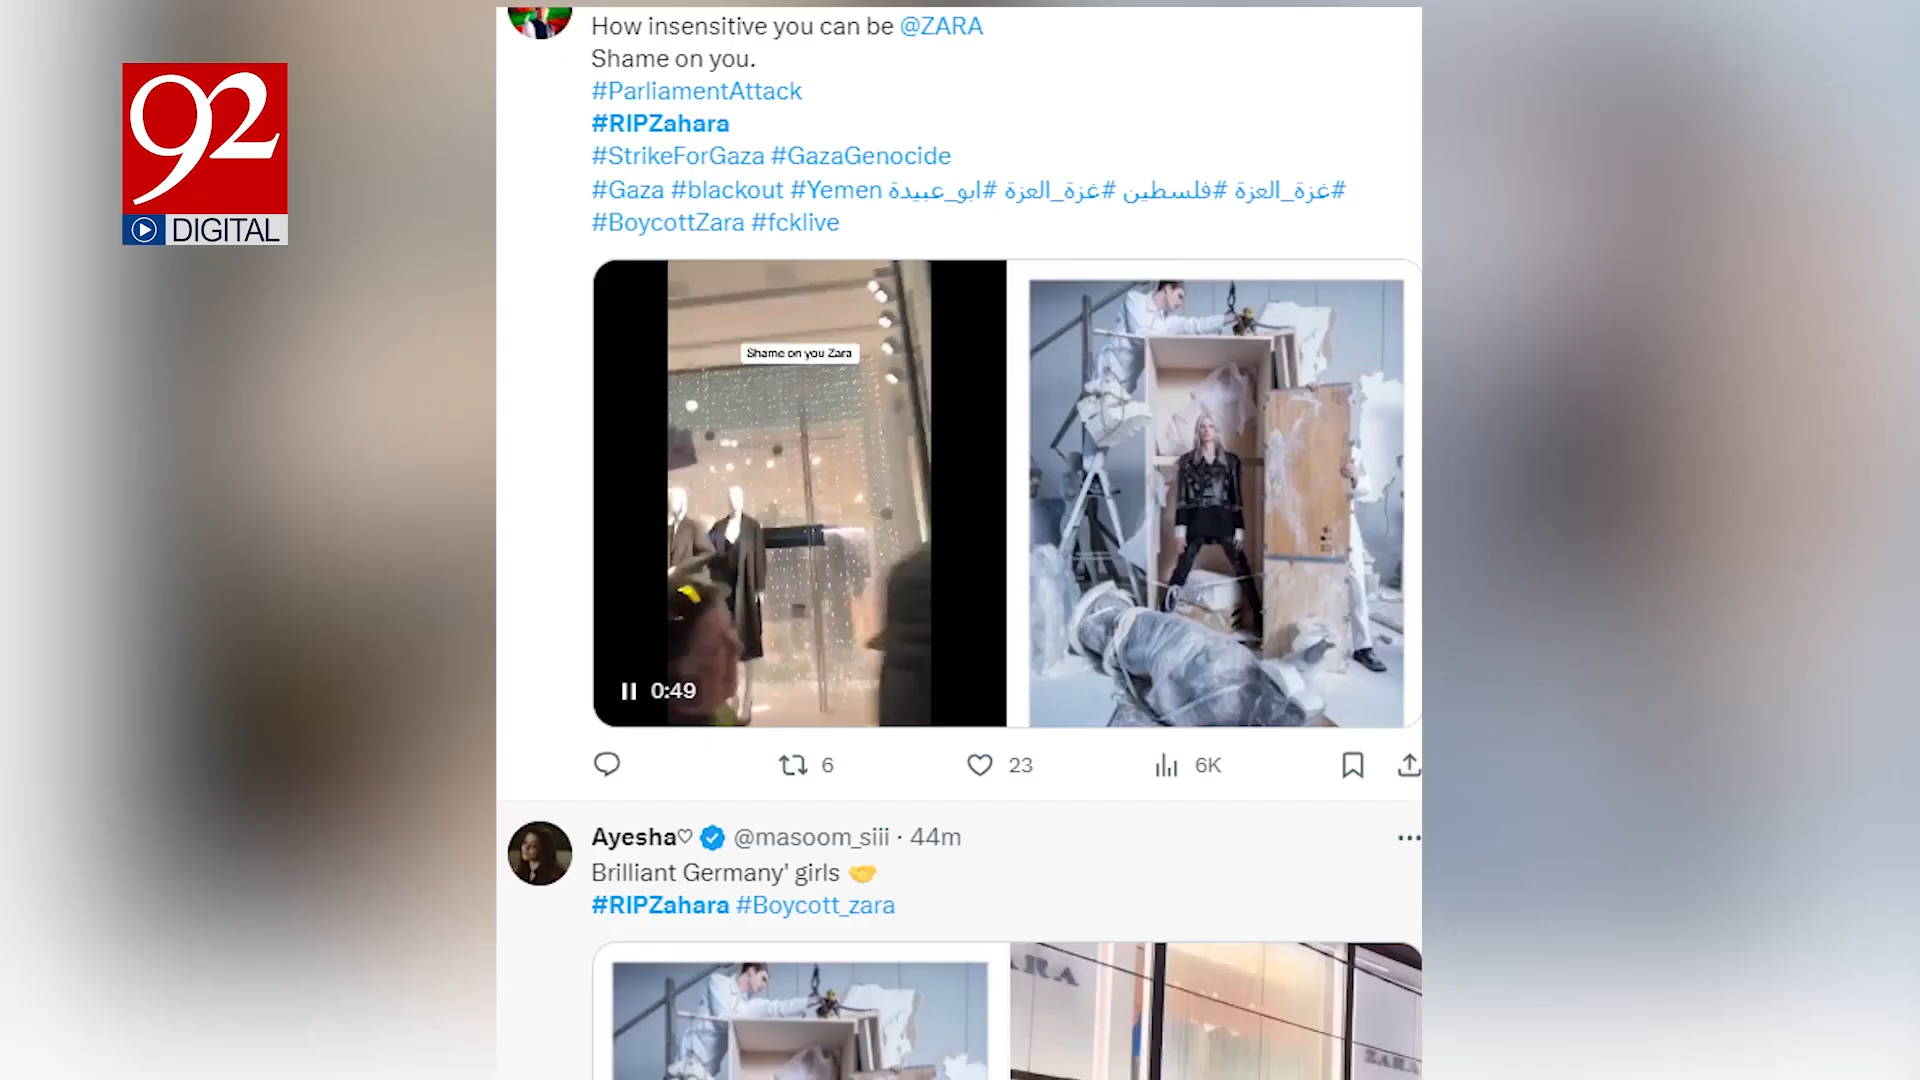 How insensitive you can be @ZARA
Shame on you.
#ParliamentAttack
#RIPZahara
#StrikeForGaza #GazaGenocide
#Gaza #blackout #Yemen #غزة_العزة #فلسطين #غزة_العزة #ابو_عبيدة
#BoycottZara #fcklive
92
DIGITAL
Shame on you Zara
0:49
6
23
6K
Ayesha♡ @masoom_siii · 44m
Brilliant Germany' girls 🤝
#RIPZahara #Boycott_zara
ARA
ZARA